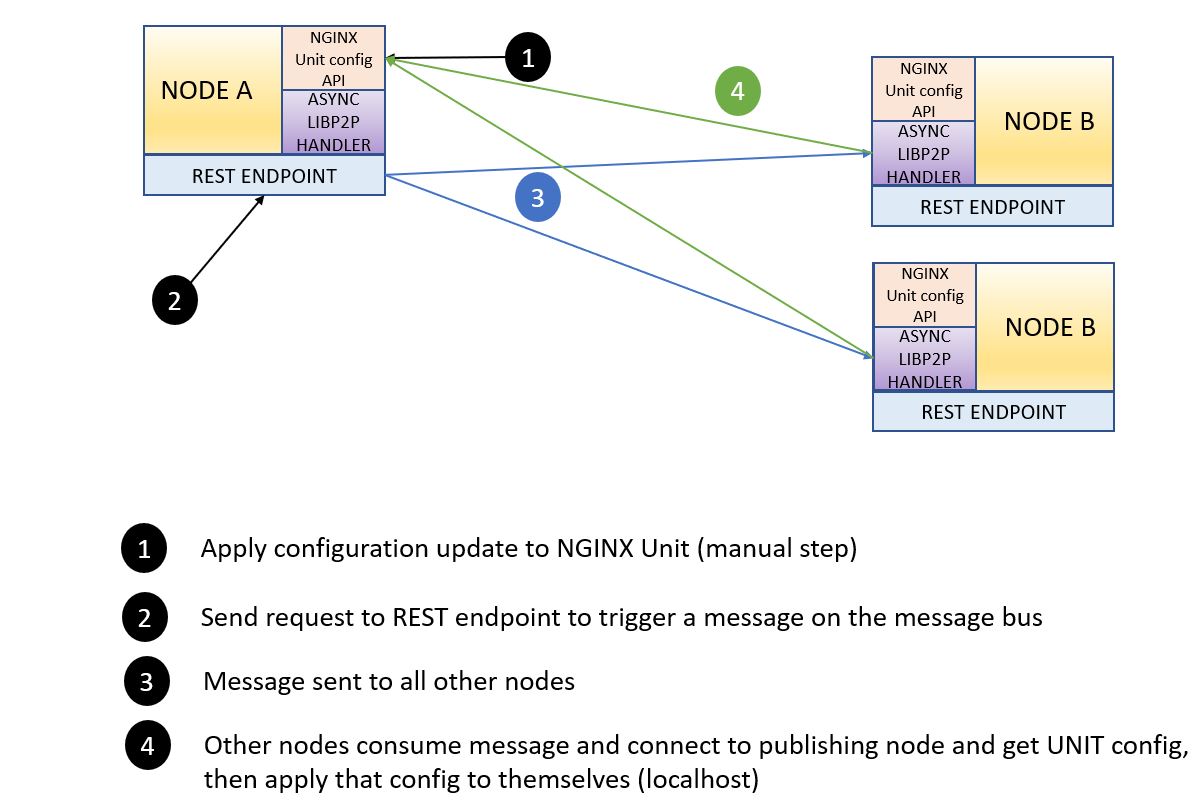 NODE A
NGINX
Unit config
API
ASYNC
LIBP2P
HANDLER
REST ENDPOINT
1
2
3
4
NGINX
Unit config
API
ASYNC
LIBP2P
HANDLER
NODE B
REST ENDPOINT
NGINX
Unit config
API
ASYNC
LIBP2P
HANDLER
NODE B
REST ENDPOINT
1 Apply configuration update to NGINX Unit (manual step)
2 Send request to REST endpoint to trigger a message on the message bus
3 Message sent to all other nodes
4 Other nodes consume message and connect to publishing node and get UNIT config,
then apply that config to themselves (localhost)